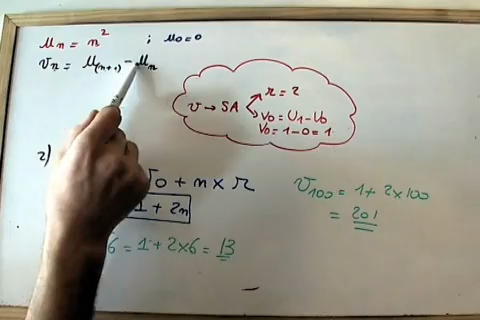 Un = n² ; U0 = 0
Vn = U(n+1) - Un
V → SA
r = 2
V0 = U1 - U0
V0 = 1 - 0 = 1
2)
V0 + n × r
1 + 2n
V100 = 1 + 2×100
= 201
6 = 1 + 2×6 = 13